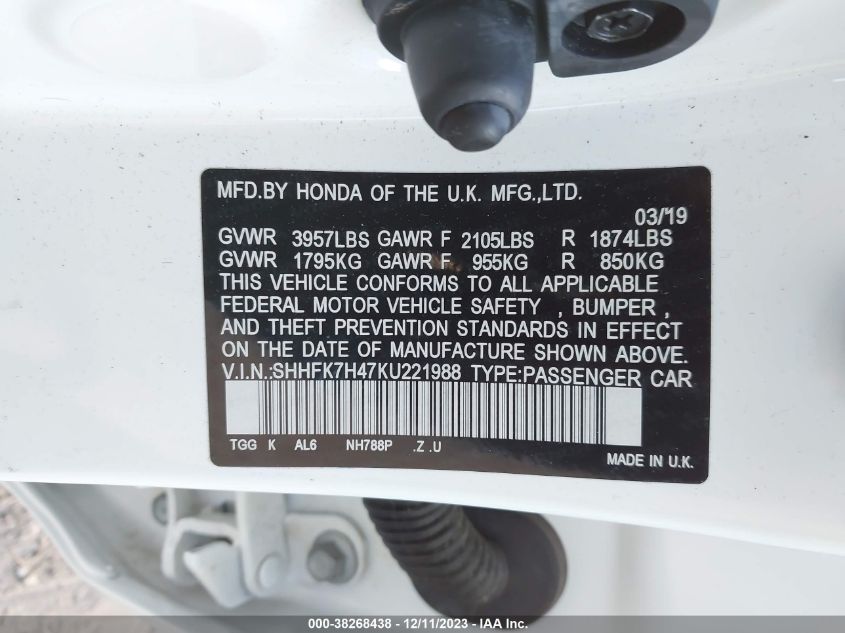 MFD.BY HONDA OF THE U.K. MFG.,LTD.
03/19
GVWR 3957LBS GAWR F 2105LBS R 1874LBS
GVWR 1795KG GAWR F 955KG R 850KG
THIS VEHICLE CONFORMS TO ALL APPLICABLE
FEDERAL MOTOR VEHICLE SAFETY , BUMPER ,
AND THEFT PREVENTION STANDARDS IN EFFECT
ON THE DATE OF MANUFACTURE SHOWN ABOVE.
V.I.N.:SHHFK7H47KU221988 TYPE:PASSENGER CAR
TGG K AL6 NH788P .Z .U
MADE IN U.K.
000-38268438 - 12/11/2023 - IAA Inc.